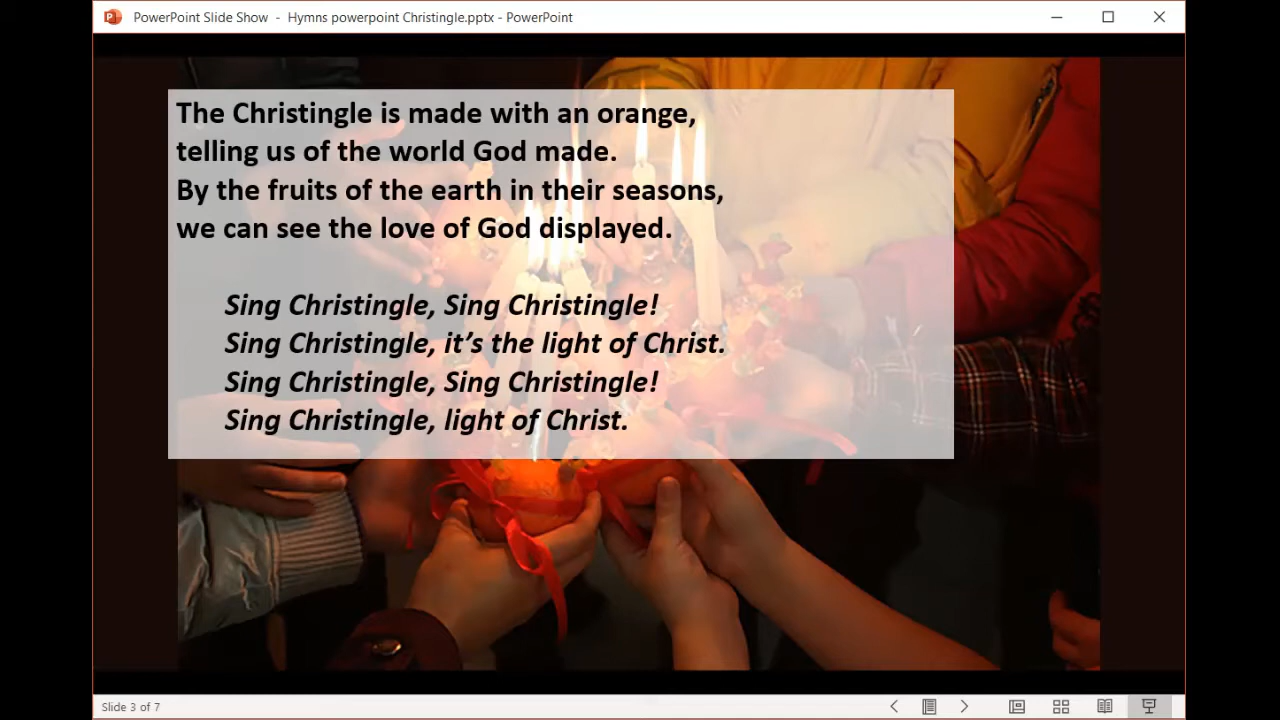 PowerPoint Slide Show - Hymns powerpoint Christingle.pptx - PowerPoint
The Christingle is made with an orange,
telling us of the world God made.
By the fruits of the earth in their seasons,
we can see the love of God displayed.
Sing Christingle, Sing Christingle!
Sing Christingle, it’s the light of Christ.
Sing Christingle, Sing Christingle!
Sing Christingle, light of Christ.
Slide 3 of 7